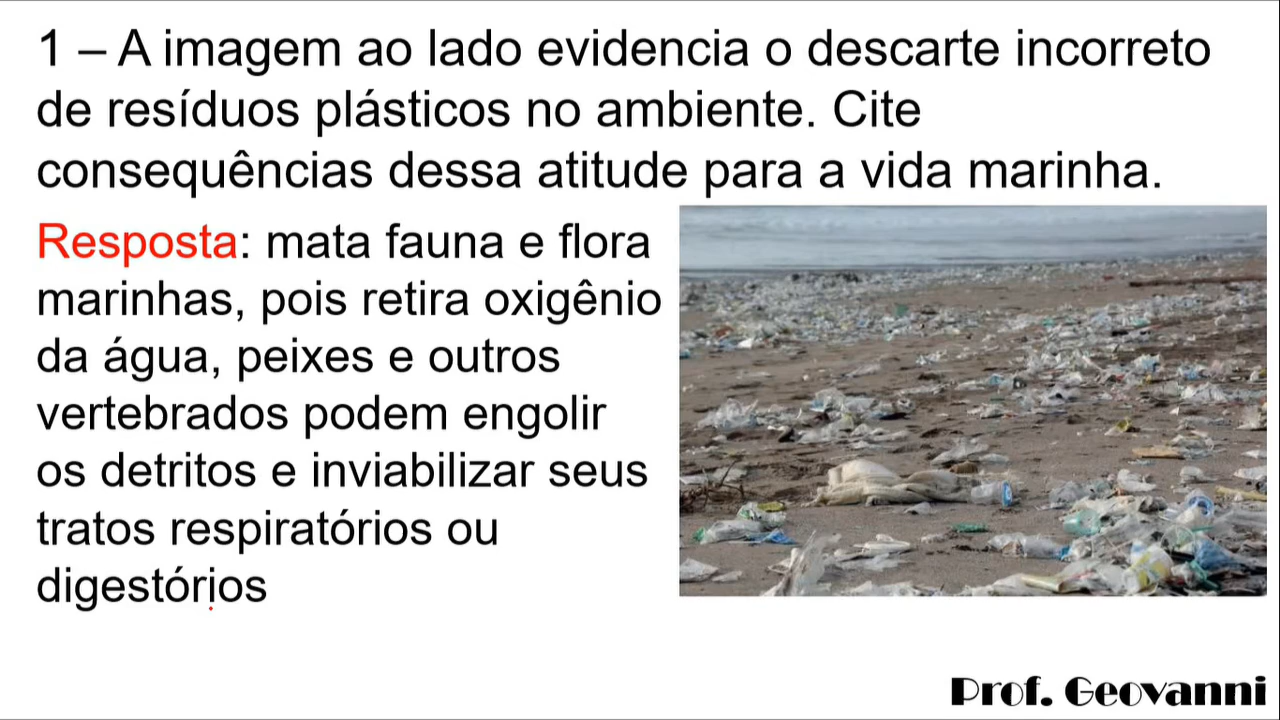 1 – A imagem ao lado evidencia o descarte incorreto
de resíduos plásticos no ambiente. Cite
consequências dessa atitude para a vida marinha.
Resposta: mata fauna e flora
marinhas, pois retira oxigênio
da água, peixes e outros
vertebrados podem engolir
os detritos e inviabilizar seus
tratos respiratórios ou
digestórios
Prof. Geovanni